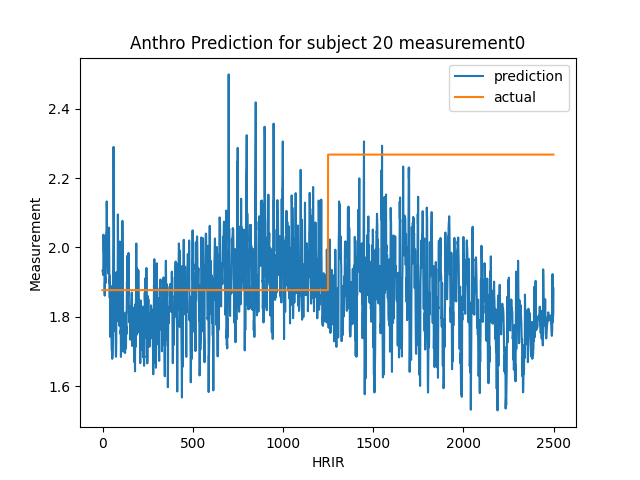 Anthro Prediction for subject 20 measurement0
prediction
actual
Measurement
2.4
2.2
2.0
1.8
1.6
0
500
1000
1500
2000
2500
HRIR